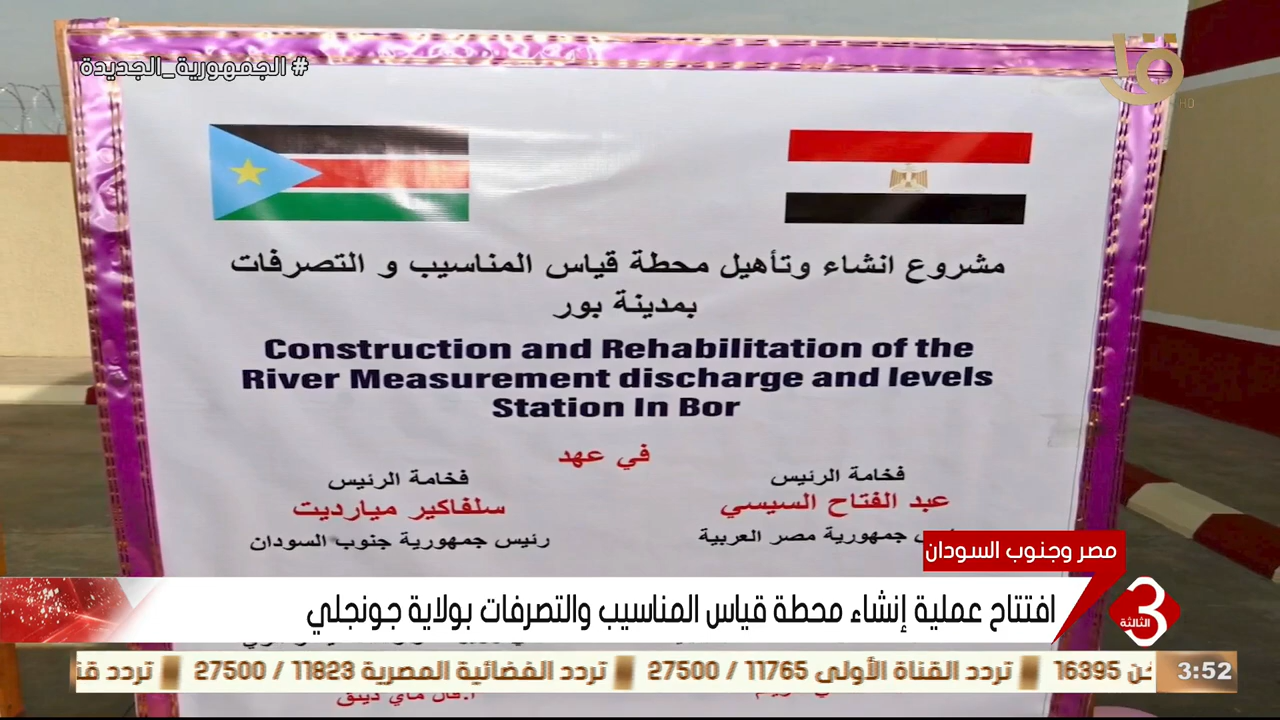 #الجمهورية_الجديدة
HD
مشروع انشاء وتأهيل محطة قياس المناسيب و التصرفات
بمدينة بور
Construction and Rehabilitation of the
River Measurement discharge and levels
Station In Bor
في عهد
فخامة الرئيس
عبد الفتاح السيسي
جمهورية مصر العربية
فخامة الرئيس
سلفاكير ميارديت
رئيس جمهورية جنوب السودان
مصر وجنوب السودان
افتتاح عملية إنشاء محطة قياس المناسيب والتصرفات بولاية جونجلي
3
الثالثة
16395 تردد القناة الأولى 11765 / 27500 تردد الفضائية المصرية 11823 / 27500 تردد
3:52